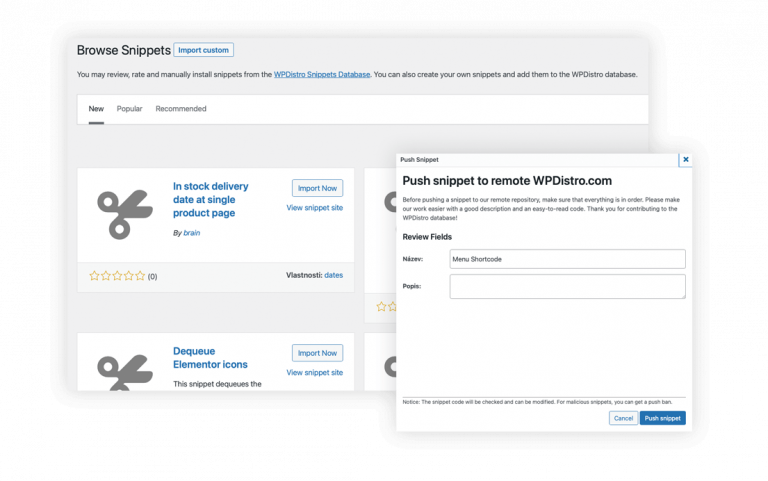 Browse Snippets Import custom
You may review, rate and manually install snippets from the WPDistro Snippets Database. You can also create your own snippets and add them to the WPDistro database.
New Popular Recommended
In stock delivery
date at single
product page
By brain
Import Now
View snippet site
(0)
Vlastnosti: dates
Dequeue
Elementor icons
This snippet dequeues the
Import Now
View snippet site
Push Snippet
Push snippet to remote WPDistro.com
Before pushing a snippet to our remote repository, make sure that everything is in order. Please make
our work easier with a good description and an easy-to-read code. Thank you for contributing to the
WPDistro database!
Review Fields
Název: Menu Shortcode
Popis:
Notice: The snippet code will be checked and can be modified. For malicious snippets, you can get a push ban.
Cancel Push snippet